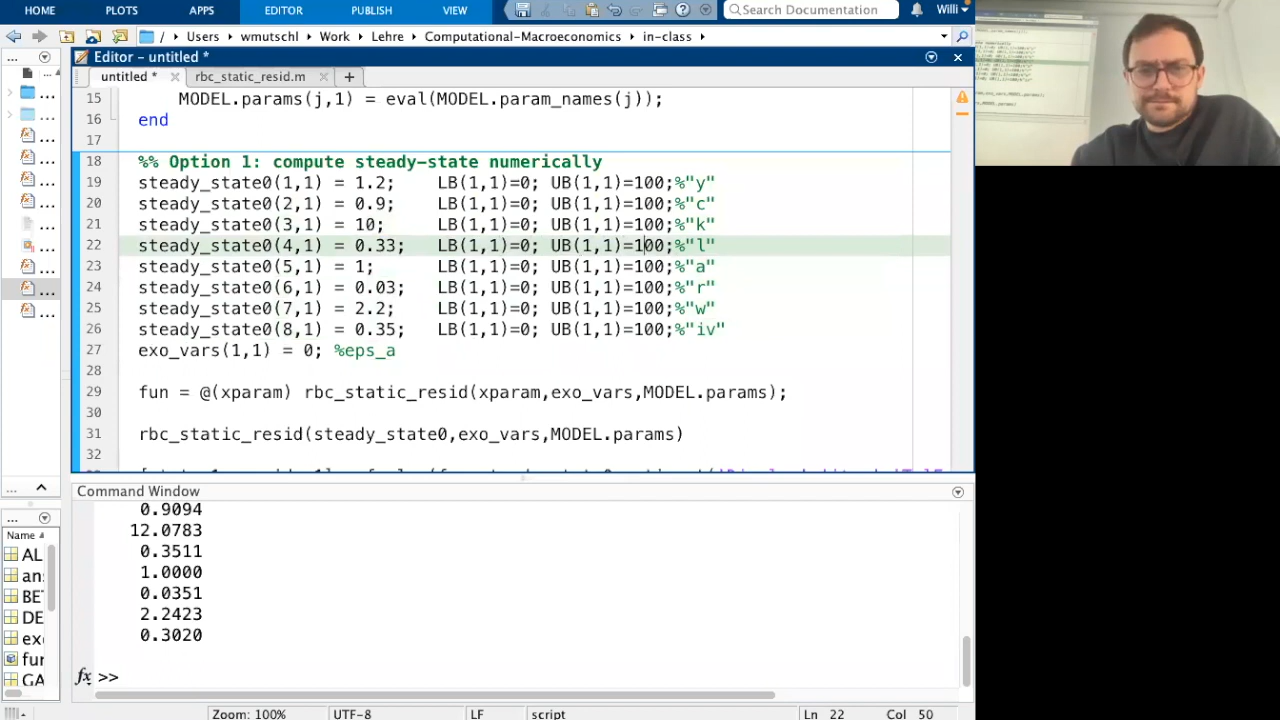 HOME PLOTS APPS EDITOR PUBLISH VIEW Search Documentation Willi
/ Users wmuschi Work Lehre Computational-Macroeconomics in-class
Editor – untitled *
untitled * rbc_static_resid
15 MODEL.params(j,1) = eval(MODEL.param_names(j));
16 end
17
18 %% Option 1: compute steady-state numerically
19 steady_state0(1,1) = 1.2; LB(1,1)=0; UB(1,1)=100;%"y"
20 steady_state0(2,1) = 0.9; LB(1,1)=0; UB(1,1)=100;%"c"
21 steady_state0(3,1) = 10; LB(1,1)=0; UB(1,1)=100;%"k"
22 steady_state0(4,1) = 0.33; LB(1,1)=0; UB(1,1)=100;%"l"
23 steady_state0(5,1) = 1; LB(1,1)=0; UB(1,1)=100;%"a"
24 steady_state0(6,1) = 0.03; LB(1,1)=0; UB(1,1)=100;%"r"
25 steady_state0(7,1) = 2.2; LB(1,1)=0; UB(1,1)=100;%"w"
26 steady_state0(8,1) = 0.35; LB(1,1)=0; UB(1,1)=100;%"iv"
27 exo_vars(1,1) = 0; %eps_a
28
29 fun = @(xparam) rbc_static_resid(xparam,exo_vars,MODEL.params);
30
31 rbc_static_resid(steady_state0,exo_vars,MODEL.params)
32
Command Window
0.9094
12.0783
0.3511
1.0000
0.0351
2.2423
0.3020
fx >>
Name
AL
ans
BE
DE
exo
fur
GA
Zoom: 100% UTF-8 LF script Ln 22 Col 50